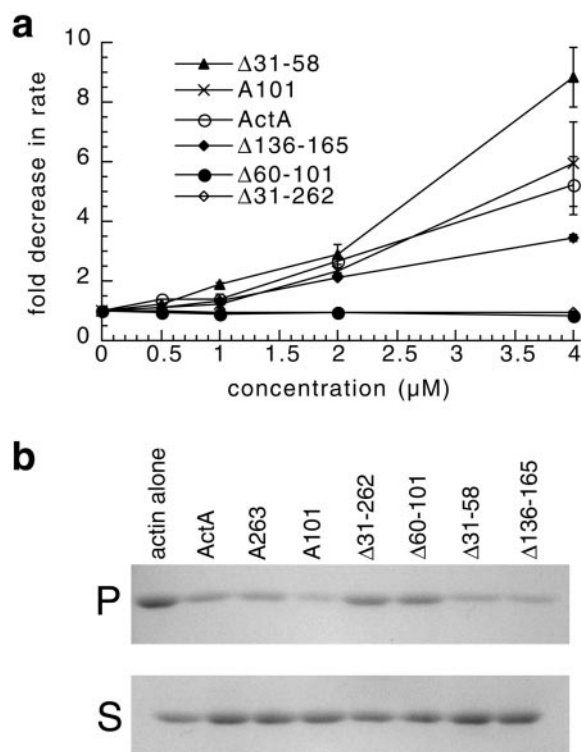 a
fold decrease in rate
10
8
6
4
2
0
Δ31-58
A101
ActA
Δ136-165
Δ60-101
Δ31-262
0 0.5 1 1.5 2 2.5 3 3.5 4
concentration (μM)
b
actin alone
ActA
A263
A101
Δ31-262
Δ60-101
Δ31-58
Δ136-165
P
S